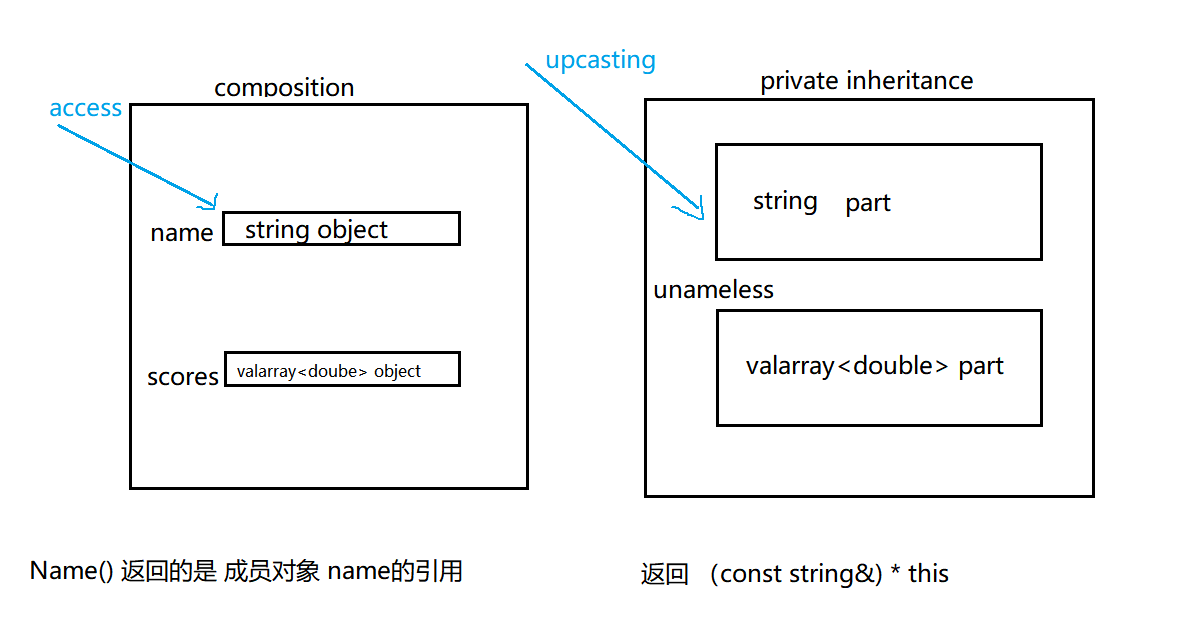 composition
access
name
string object
scores
valarray<doube> object
Name() 返回的是 成员对象 name的引用
upcasting
private inheritance
string part
unameless
valarray<double> part
返回 （const string&) * this